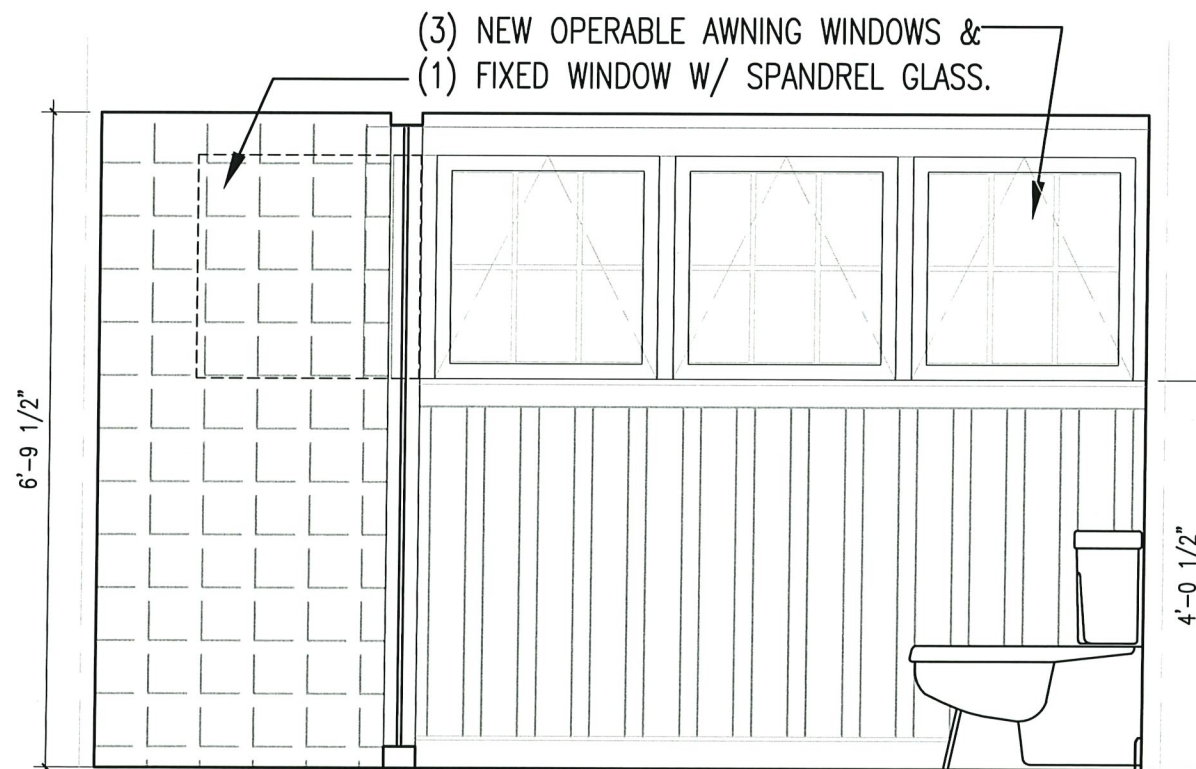 (3) NEW OPERABLE AWNING WINDOWS &
(1) FIXED WINDOW W/ SPANDREL GLASS.
6'-9 1/2"
4'-0 1/2"